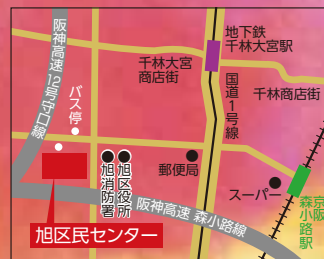 阪神高速12号守口線
地下鉄
千林大宮駅
千林大宮
商店街
国道1号線
千林商店街
バス停
旭消防署
旭区役所
郵便局
スーパー
京阪
森小路駅
阪神高速 森小路線
旭区民センター